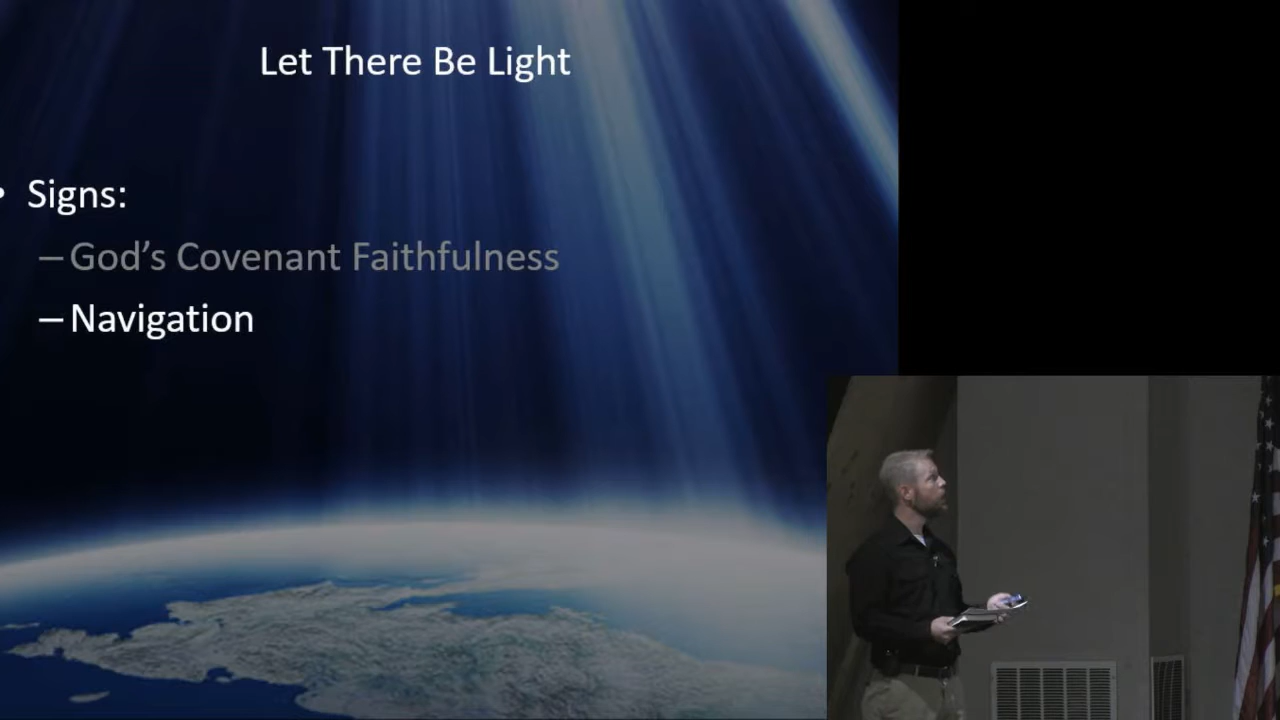 Let There Be Light
• Signs:
– God's Covenant Faithfulness
– Navigation